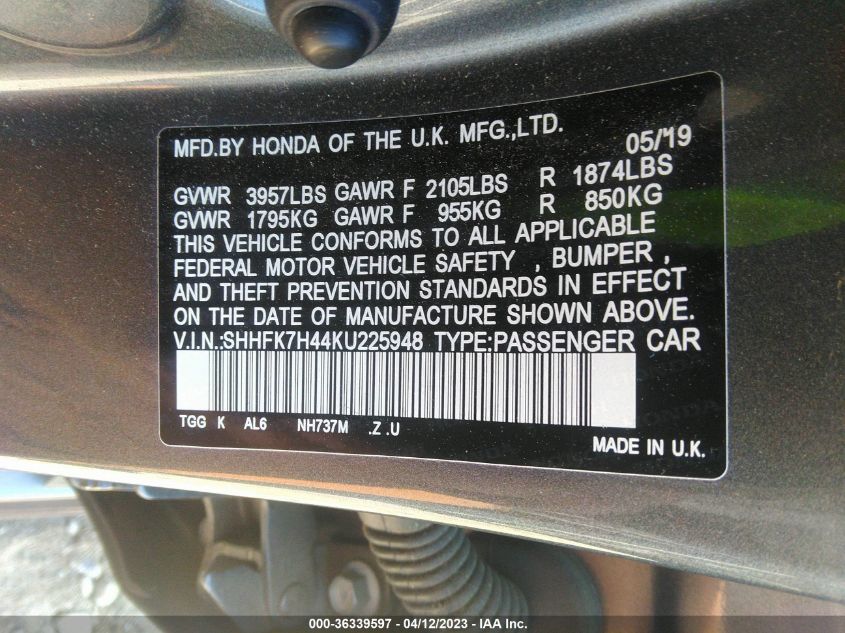 MFD.BY HONDA OF THE U.K. MFG.,LTD. 05/19
GVWR 3957LBS GAWR F 2105LBS R 1874LBS
GVWR 1795KG GAWR F 955KG R 850KG
THIS VEHICLE CONFORMS TO ALL APPLICABLE
FEDERAL MOTOR VEHICLE SAFETY , BUMPER ,
AND THEFT PREVENTION STANDARDS IN EFFECT
ON THE DATE OF MANUFACTURE SHOWN ABOVE.
V.I.N.:SHHFK7H44KU225948 TYPE:PASSENGER CAR
TGG K AL6 NH737M .Z .U
MADE IN U.K.
000-36339597 - 04/12/2023 - IAA Inc.